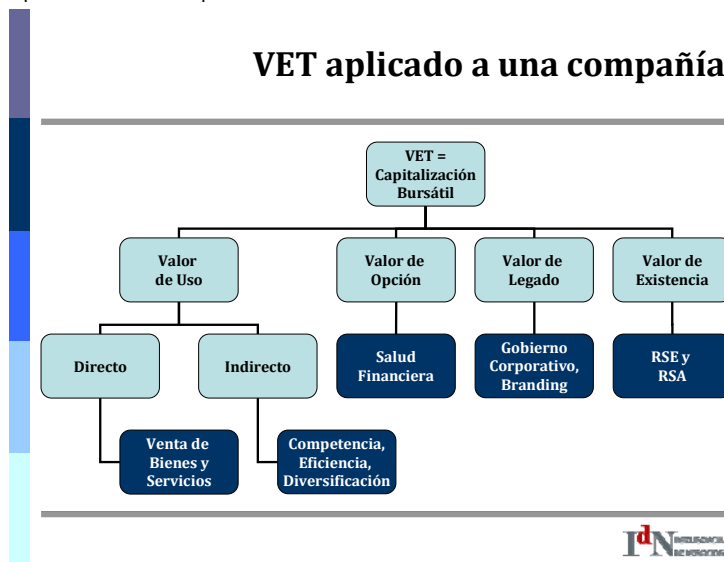 VET aplicado a una compañía
VET =
Capitalización
Bursátil
Valor
de Uso
Valor de
Opción
Valor de
Legado
Valor de
Existencia
Directo
Indirecto
Salud
Financiera
Gobierno
Corporativo,
Branding
RSE y
RSA
Venta de
Bienes y
Servicios
Competencia,
Eficiencia,
Diversificación
IdN